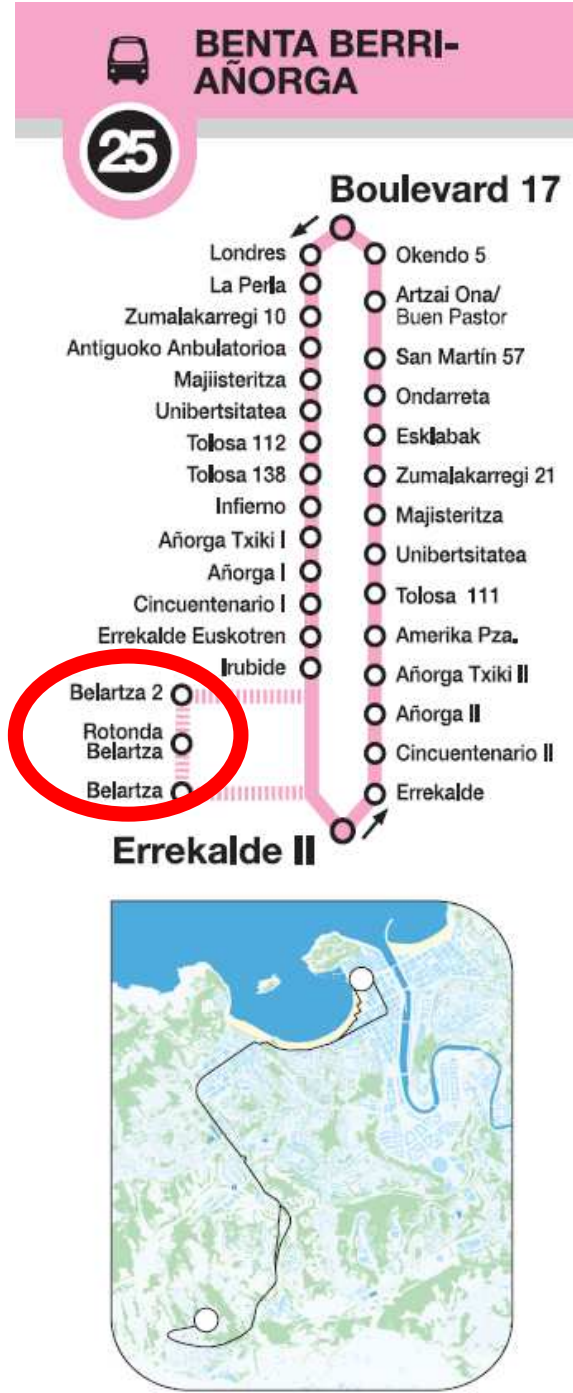 BENTA BERRI-
AÑORGA
25
Boulevard 17
Londres
La Perla
Zumalakarregi 10
Antiguoko Anbulatorioa
Majiisteritza
Unibertsitatea
Tolosa 112
Tolosa 138
Infierno
Añorga Txiki I
Añorga I
Cincuentenario I
Errekalde Euskotren
Irubide
Belartza 2
Rotonda
Belartza
Belartza
Okendo 5
Artzai Ona/
Buen Pastor
San Martín 57
Ondarreta
Esklabak
Zumalakarregi 21
Majisteritza
Unibertsitatea
Tolosa 111
Amerika Pza.
Añorga Txiki II
Añorga II
Cincuentenario II
Errekalde
Errekalde II